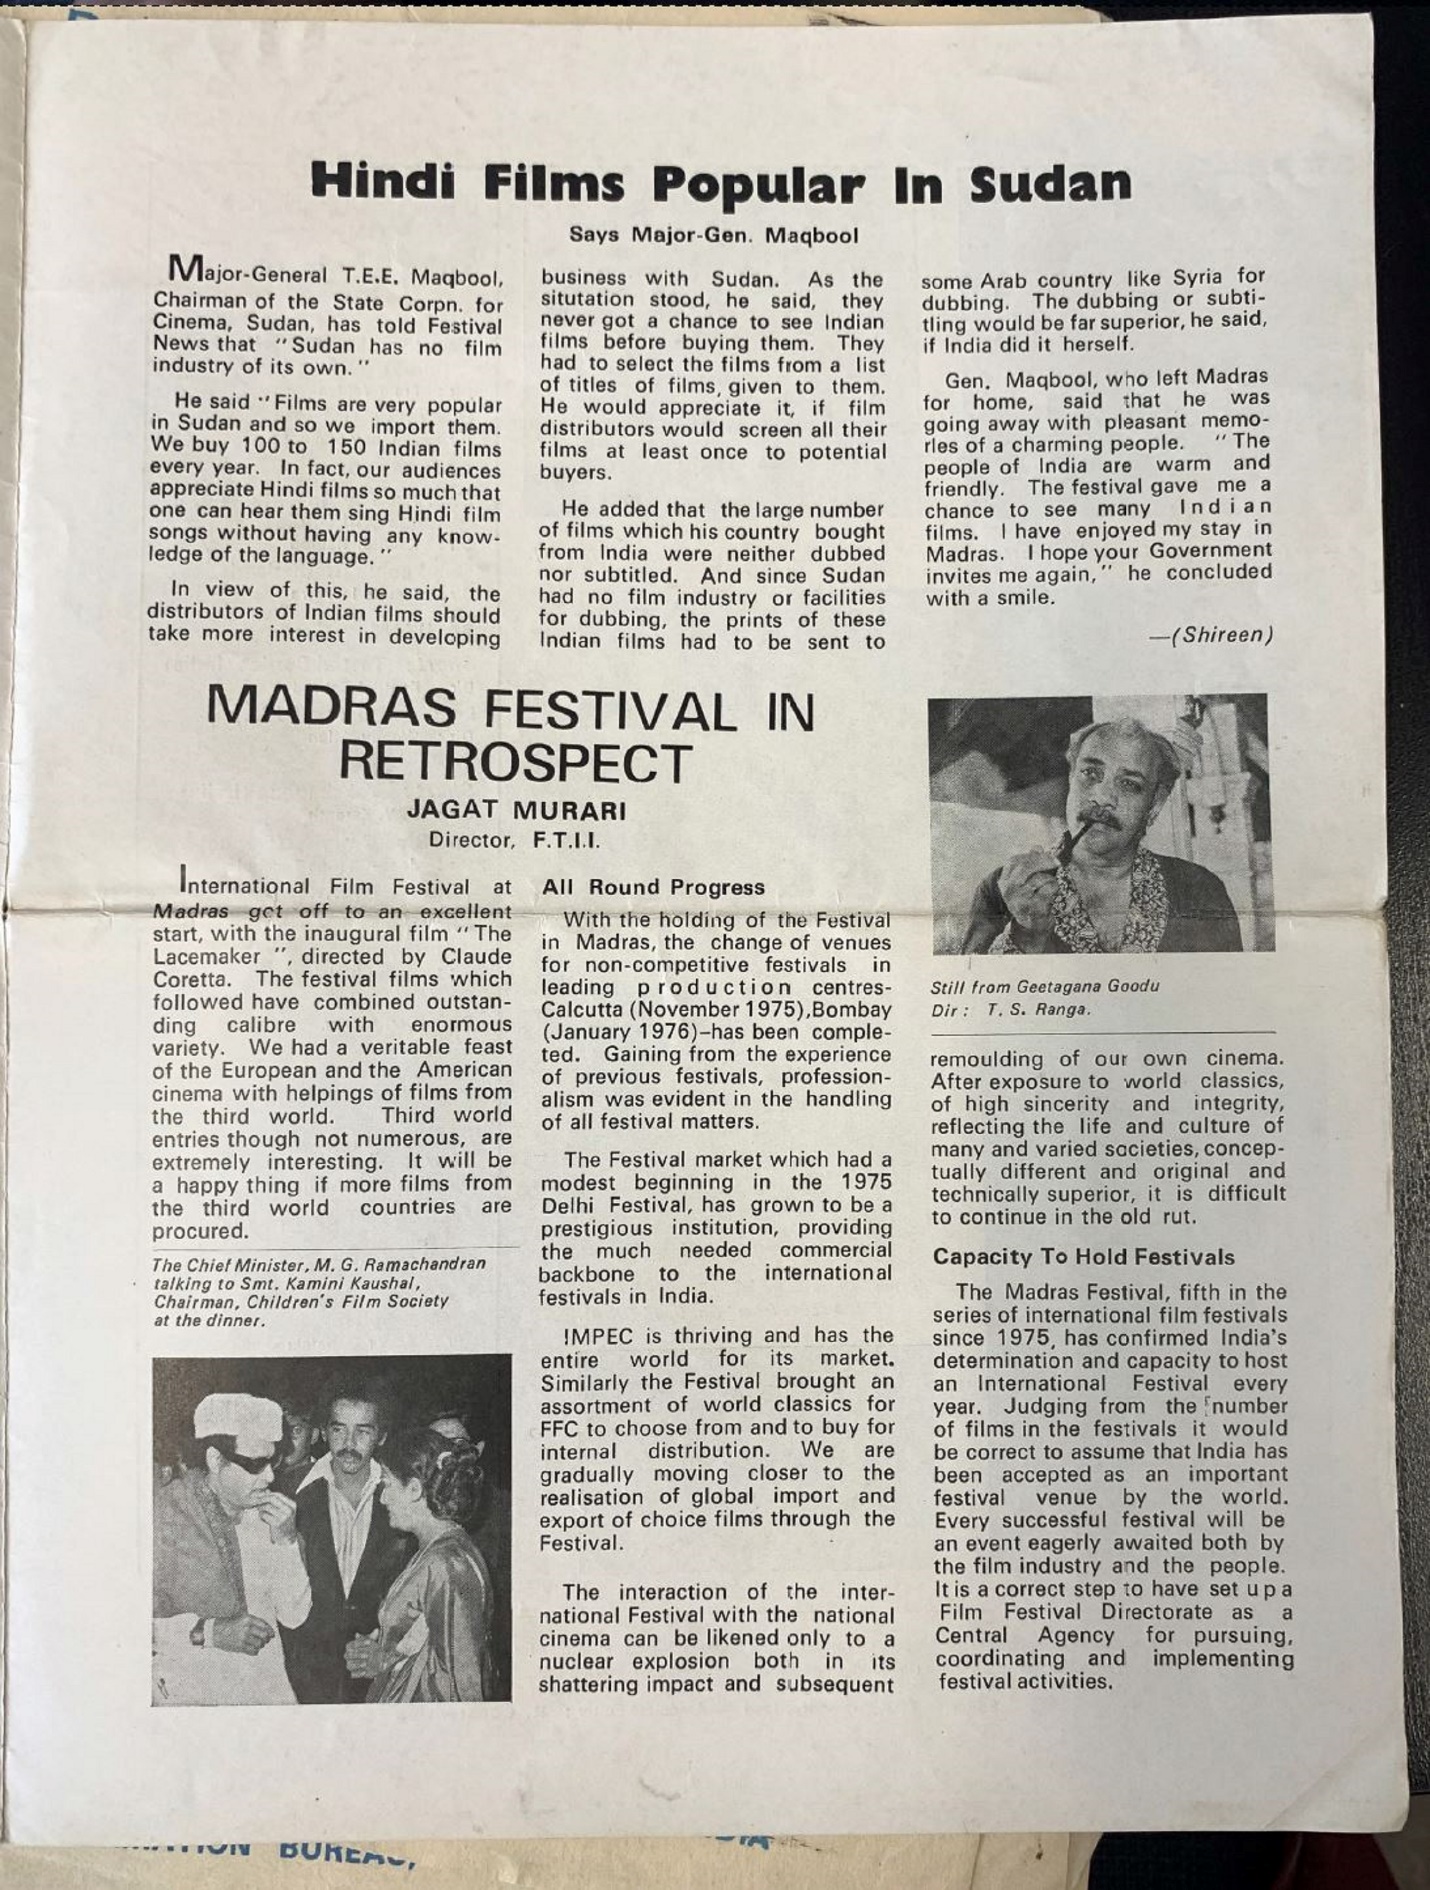 Hindi Films Popular In Sudan
Says Major-Gen. Maqbool
Major-General T.E.E. Maqbool,
Chairman of the State Corpn. for
Cinema, Sudan, has told Festival
News that "Sudan has no film
industry of its own."
He said "Films are very popular
in Sudan and so we import them.
We buy 100 to 150 Indian films
every year. In fact, our audiences
appreciate Hindi films so much that
one can hear them sing Hindi film
songs without having any know-
ledge of the language."
In view of this, he said, the
distributors of Indian films should
take more interest in developing
business with Sudan. As the
situtation stood, he said, they
never got a chance to see Indian
films before buying them. They
had to select the films from a list
of titles of films, given to them.
He would appreciate it, if film
distributors would screen all their
films at least once to potential
buyers.
He added that the large number
of films which his country bought
from India were neither dubbed
nor subtitled. And since Sudan
had no film industry or facilities
for dubbing, the prints of these
Indian films had to be sent to
some Arab country like Syria for
dubbing. The dubbing or subti-
tling would be far superior, he said,
if India did it herself.
Gen. Maqbool, who left Madras
for home, said that he was
going away with pleasant memo-
ries of a charming people. "The
people of India are warm and
friendly. The festival gave me a
chance to see many Indian
films. I have enjoyed my stay in
Madras. I hope your Government
invites me again," he concluded
with a smile.
—(Shireen)
MADRAS FESTIVAL IN
RETROSPECT
JAGAT MURARI
Director, F.T.I.I.
International Film Festival at
Madras got off to an excellent
start, with the inaugural film "The
Lacemaker", directed by Claude
Coretta. The festival films which
followed have combined outstan-
ding calibre with enormous
variety. We had a veritable feast
of the European and the American
cinema with helpings of films from
the third world. Third world
entries though not numerous, are
extremely interesting. It will be
a happy thing if more films from
the third world countries are
procured.
The Chief Minister, M. G. Ramachandran
talking to Smt. Kamini Kaushal,
Chairman, Children's Film Society
at the dinner.
All Round Progress
With the holding of the Festival
in Madras, the change of venues
for non-competitive festivals in
leading production centres-
Calcutta (November 1975),Bombay
(January 1976)-has been comple-
ted. Gaining from the experience
of previous festivals, profession-
alism was evident in the handling
of all festival matters.
The Festival market which had a
modest beginning in the 1975
Delhi Festival, has grown to be a
prestigious institution, providing
the much needed commercial
backbone to the international
festivals in India.
IMPEC is thriving and has the
entire world for its market.
Similarly the Festival brought an
assortment of world classics for
FFC to choose from and to buy for
internal distribution. We are
gradually moving closer to the
realisation of global import and
export of choice films through the
Festival.
The interaction of the inter-
national Festival with the national
cinema can be likened only to a
nuclear explosion both in its
shattering impact and subsequent
Still from Geetagana Goodu
Dir : T. S. Ranga.
remoulding of our own cinema.
After exposure to world classics,
of high sincerity and integrity,
reflecting the life and culture of
many and varied societies, concep-
tually different and original and
technically superior, it is difficult
to continue in the old rut.
Capacity To Hold Festivals
The Madras Festival, fifth in the
series of international film festivals
since 1975, has confirmed India's
determination and capacity to host
an International Festival every
year. Judging from the number
of films in the festivals it would
be correct to assume that India has
been accepted as an important
festival venue by the world.
Every successful festival will be
an event eagerly awaited both by
the film industry and the people.
It is a correct step to have set up a
Film Festival Directorate as a
Central Agency for pursuing,
coordinating and implementing
festival activities.
BUREAU,